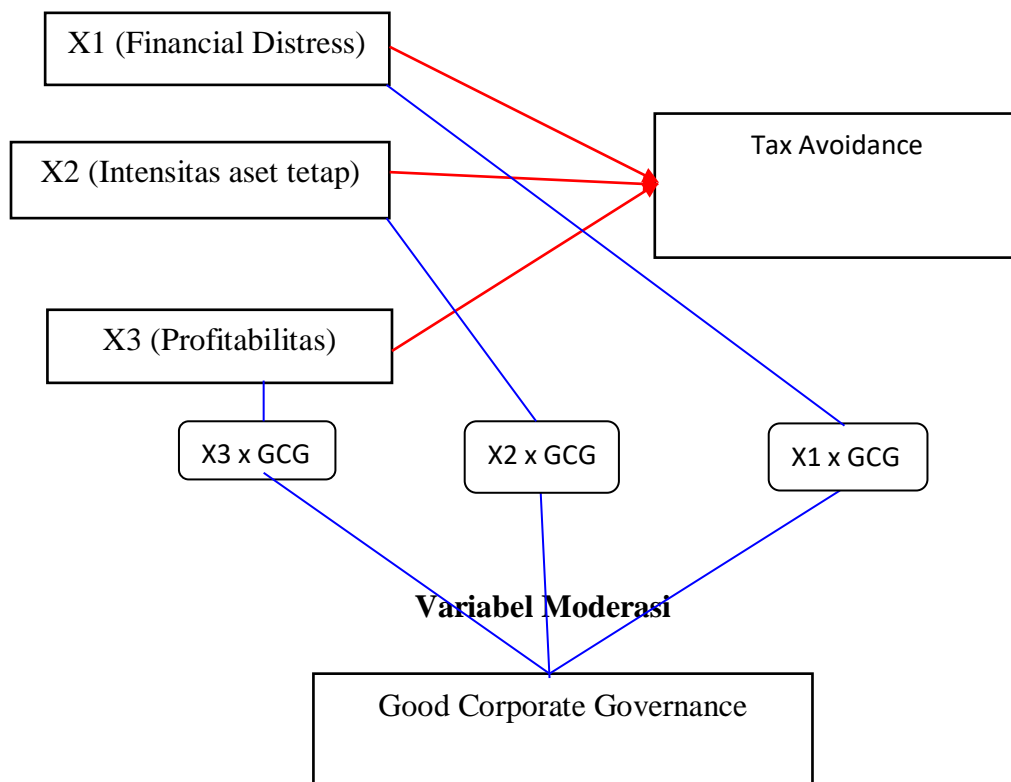 X1 (Financial Distress)
Tax Avoidance
X2 (Intensitas aset tetap)
X3 (Profitabilitas)
X3 x GCG
X2 x GCG
X1 x GCG
Variabel Moderasi
Good Corporate Governance